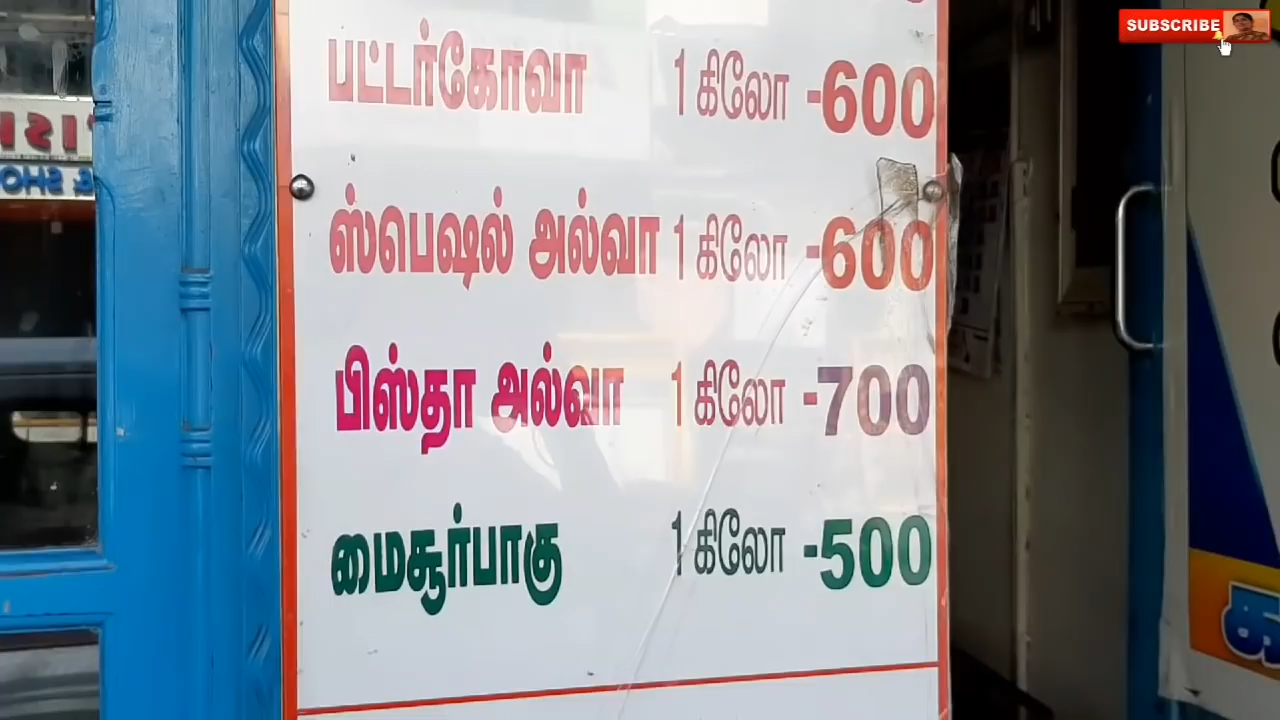 SUBSCRIBE
பட்டர்கோவா 1 கிலோ -600
ஸ்பெஷல் அல்வா 1 கிலோ -600
பிஸ்தா அல்வா 1 கிலோ -700
மைசூர்பாகு 1 கிலோ -500